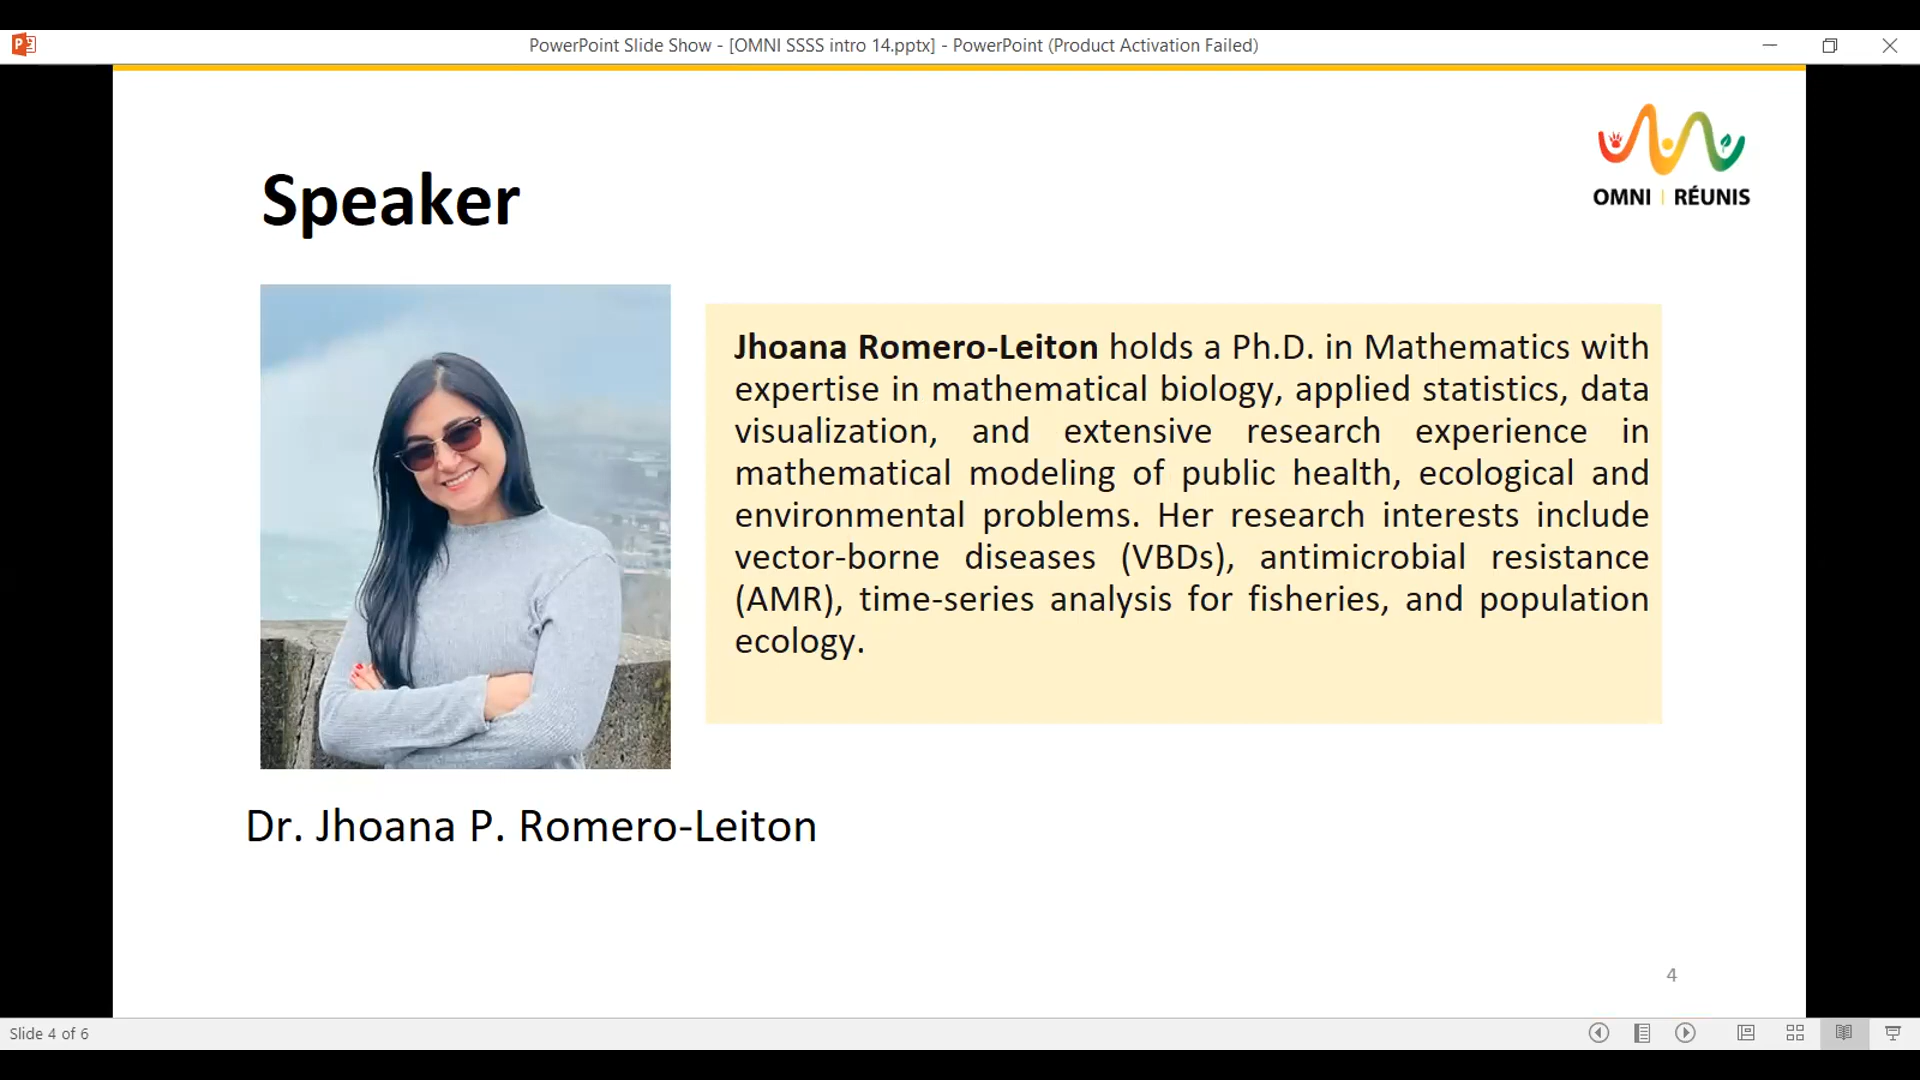 PowerPoint Slide Show - [OMNI SSSS intro 14.pptx] - PowerPoint (Product Activation Failed)
OMNI | RÉUNIS
Speaker
Jhoana Romero-Leiton holds a Ph.D. in Mathematics with
expertise in mathematical biology, applied statistics, data
visualization, and extensive research experience in
mathematical modeling of public health, ecological and
environmental problems. Her research interests include
vector-borne diseases (VBDs), antimicrobial resistance
(AMR), time-series analysis for fisheries, and population
ecology.
Dr. Jhoana P. Romero-Leiton
4
Slide 4 of 6